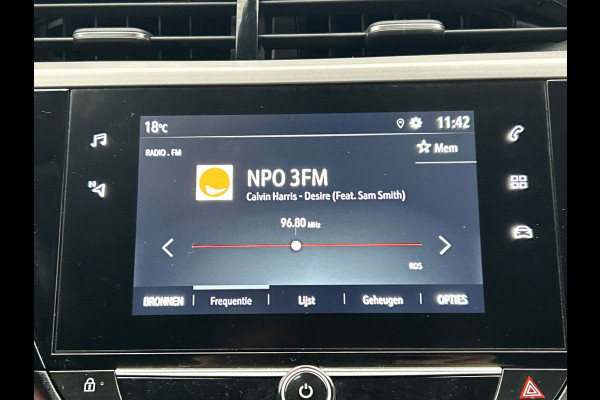 18°C
11:42
RADIO . FM
Mem
N
NPO 3FM
Calvin Harris - Desire (Feat. Sam Smith)
96.80 MHz
RDS
BRONNEN | Frequentie | Lijst | Geheugen | OPTIES